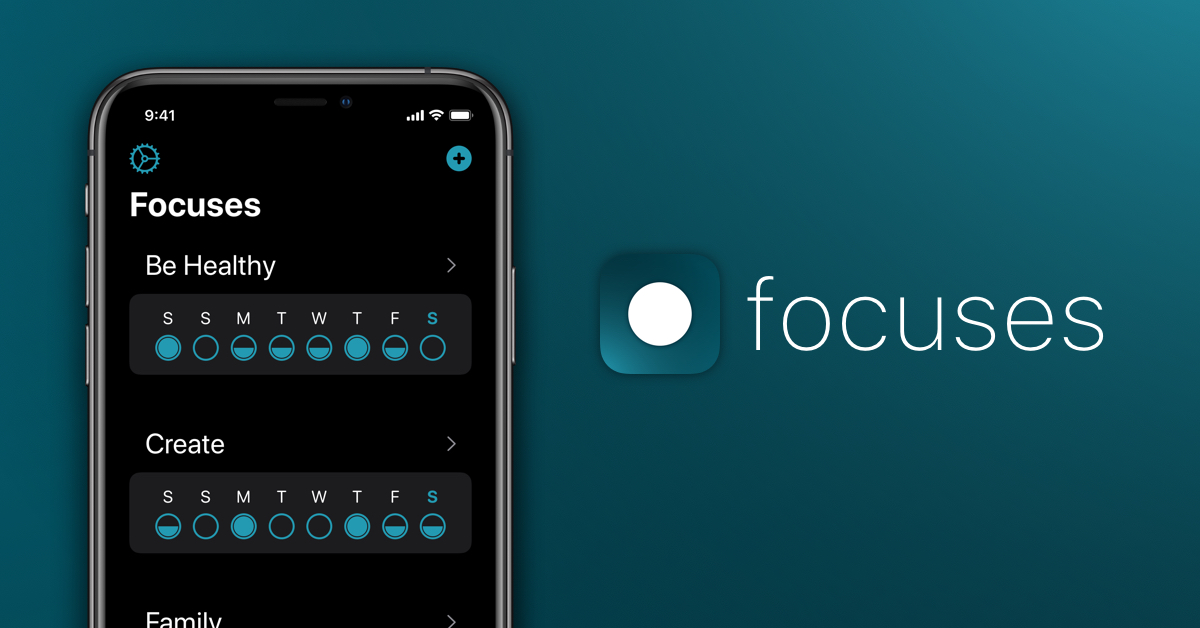 9:41
Focuses
Be Healthy
S S M T W T F S
Create
S S M T W T F S
Family
focuses